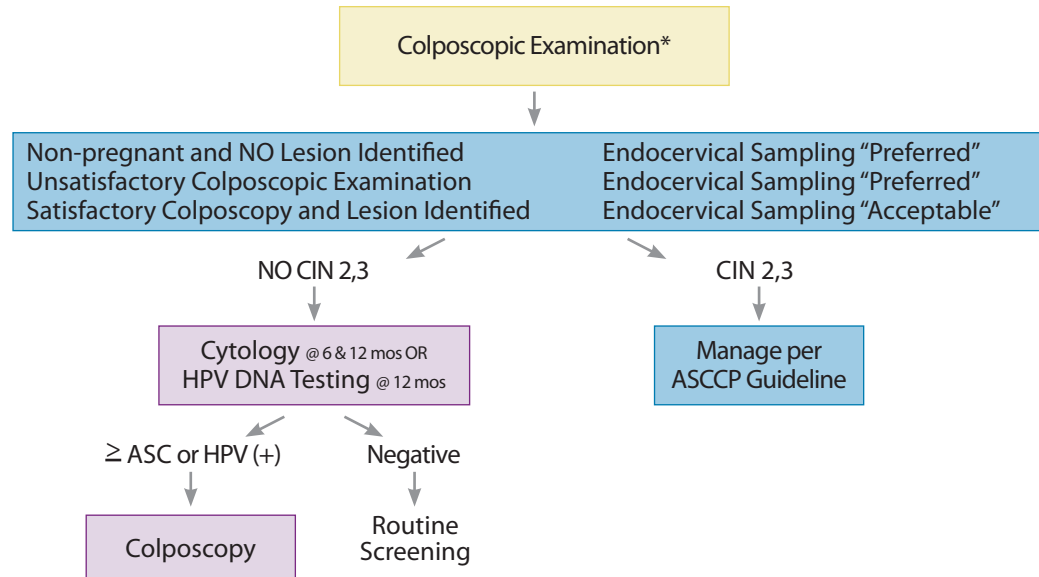 Colposcopic Examination*
Non-pregnant and NO Lesion Identified Endocervical Sampling “Preferred”
Unsatisfactory Colposcopic Examination Endocervical Sampling “Preferred”
Satisfactory Colposcopy and Lesion Identified Endocervical Sampling “Acceptable”
NO CIN 2,3
CIN 2,3
Cytology @ 6 & 12 mos OR
HPV DNA Testing @ 12 mos
Manage per
ASCCP Guideline
≥ ASC or HPV (+)
Negative
Colposcopy
Routine
Screening